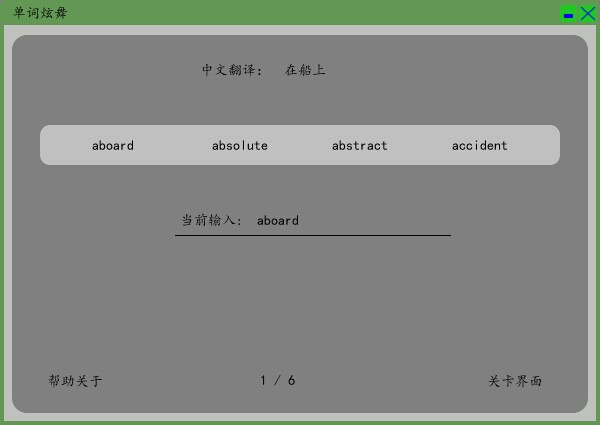 单词炫舞
中文翻译： 在船上
aboard absolute abstract accident
当前输入： aboard
帮助关于 1 / 6 关卡界面